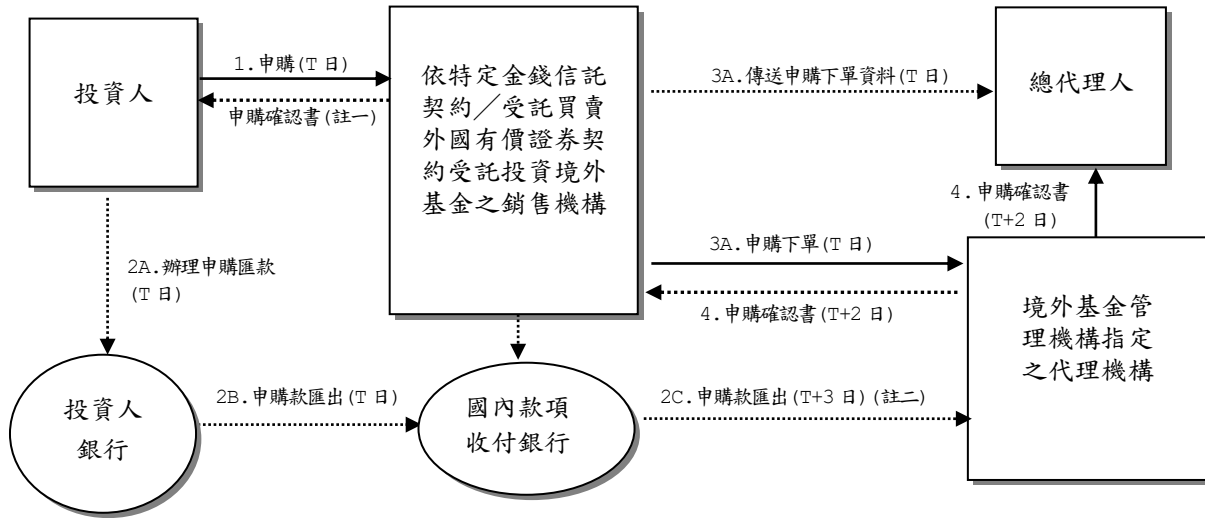 投資人
1.申購(T 日)
申購確認書(註一)
依特定金錢信託
契約／受託買賣
外國有價證券契
約受託投資境外
基金之銷售機構
3A.傳送申購下單資料(T 日)
總代理人
4.申購確認書
(T+2 日)
3A.申購下單(T 日)
4.申購確認書(T+2 日)
2A.辦理申購匯款
(T 日)
境外基金管
理機構指定
之代理機構
投資人
銀行
2B.申購款匯出(T 日)
國內款項
收付銀行
2C.申購款匯出(T+3 日)(註二)